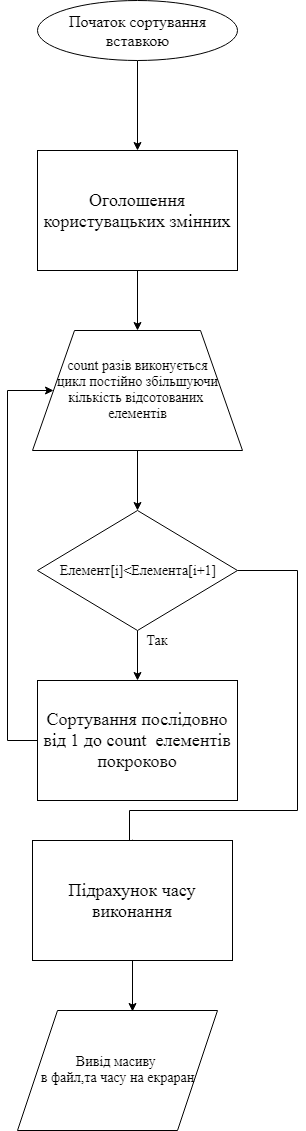 Початок сортування
вставкою
Оголошення
користувацьких змінних
count разів виконується
цикл постійно збільшуючи
кількість відсотованих
елементів
Елемент[i]<Елемента[i+1]
Так
Сортування послідовно
від 1 до count елементів
покроково
Підрахунок часу
виконання
Вивід масиву
в файл,та часу на екраран